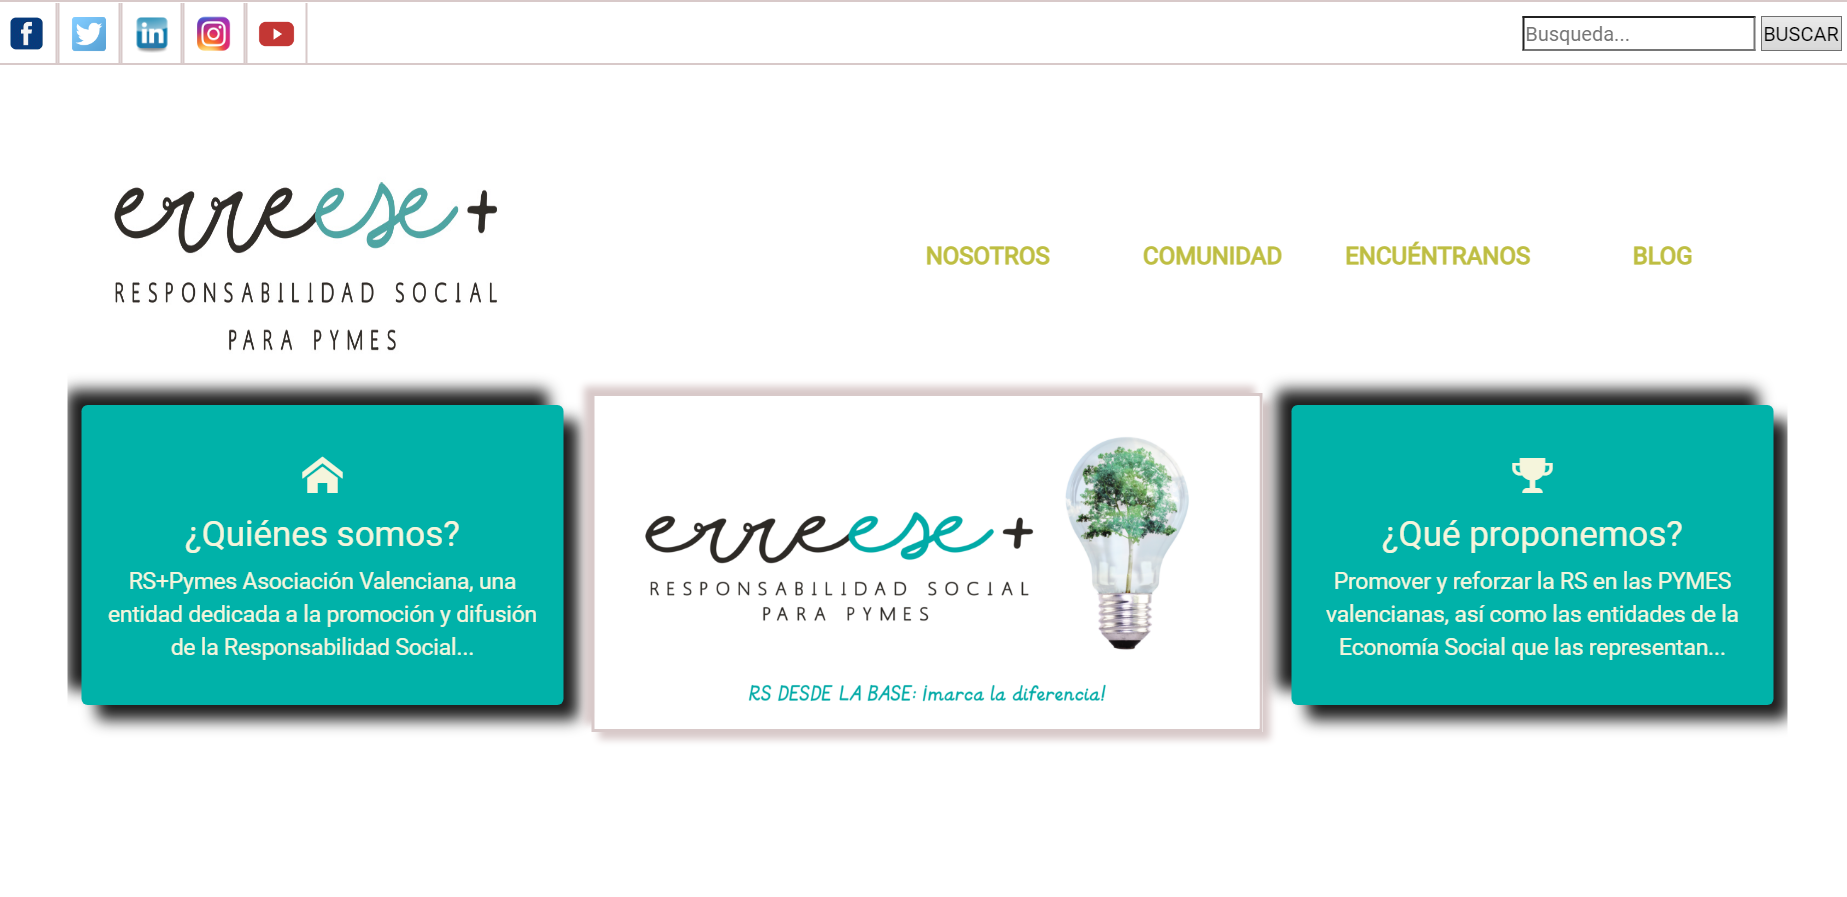 Busqueda...
BUSCAR
erreese+
RESPONSABILIDAD SOCIAL
PARA PYMES
NOSOTROS
COMUNIDAD
ENCUÉNTRANOS
BLOG
¿Quiénes somos?
RS+Pymes Asociación Valenciana, una
entidad dedicada a la promoción y difusión
de la Responsabilidad Social...
erreese+
RESPONSABILIDAD SOCIAL
PARA PYMES
RS DESDE LA BASE: ¡marca la diferencia!
¿Qué proponemos?
Promover y reforzar la RS en las PYMES
valencianas, así como las entidades de la
Economía Social que las representan...